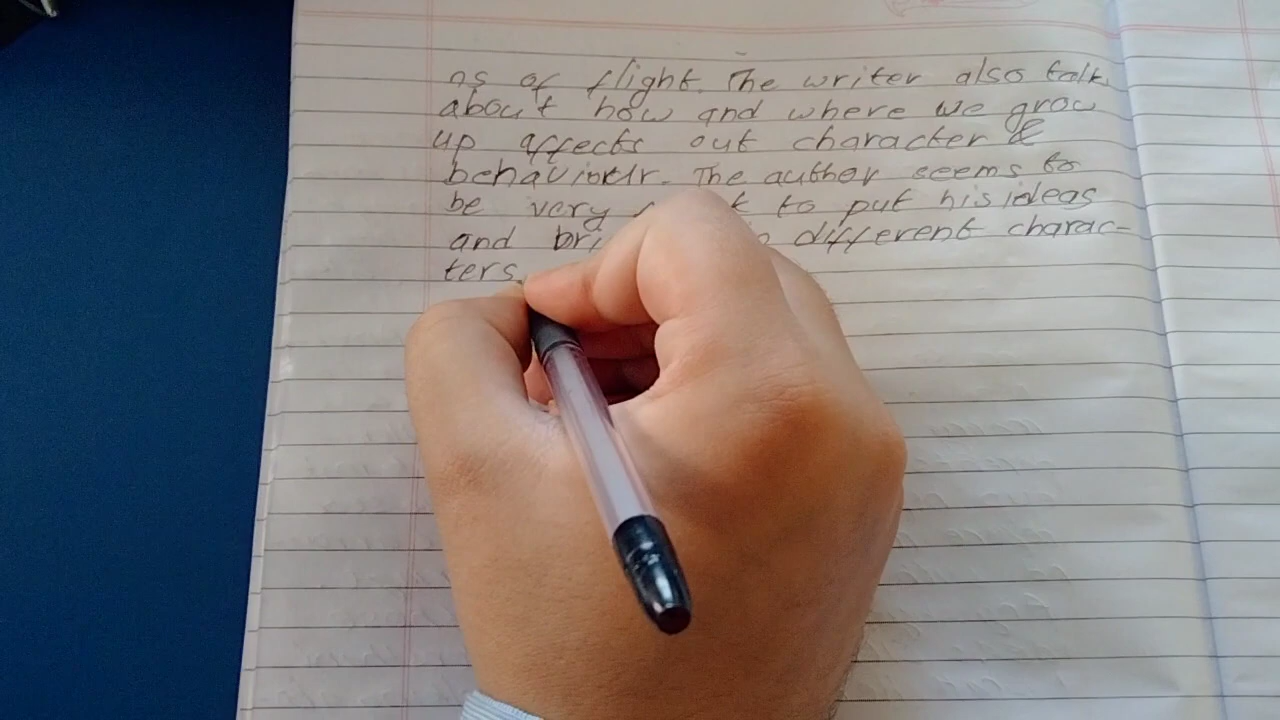 ns of flight. The writer also talk
about how and where we grow
up affects out character &
behaviour. The author seems to
be very to put his ideas
and different charac-
ters.